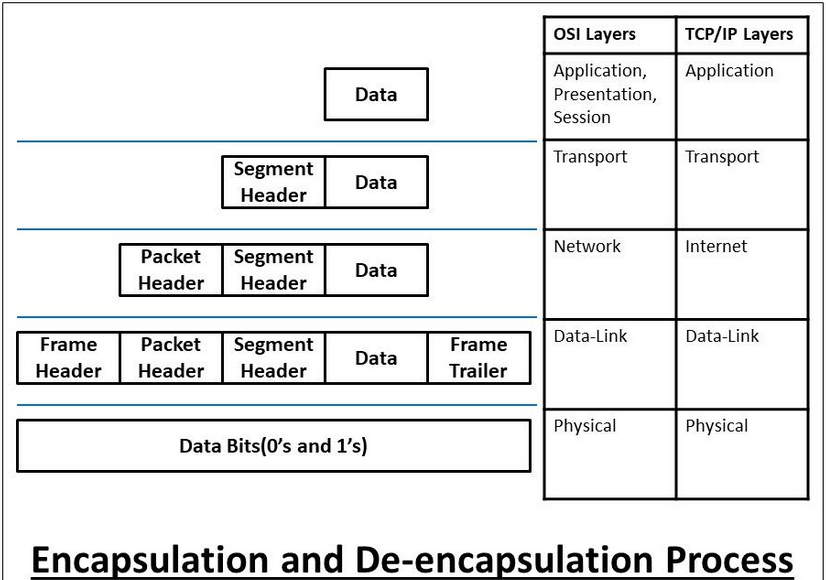 OSI Layers TCP/IP Layers
Data
Application, Application
Presentation,
Session
Segment Data
Header
Transport Transport
Packet Segment Data
Header Header
Network Internet
Frame Packet Segment Data Frame
Header Header Header Trailer
Data-Link Data-Link
Data Bits(0’s and 1’s)
Physical Physical
Encapsulation and De-encapsulation Process